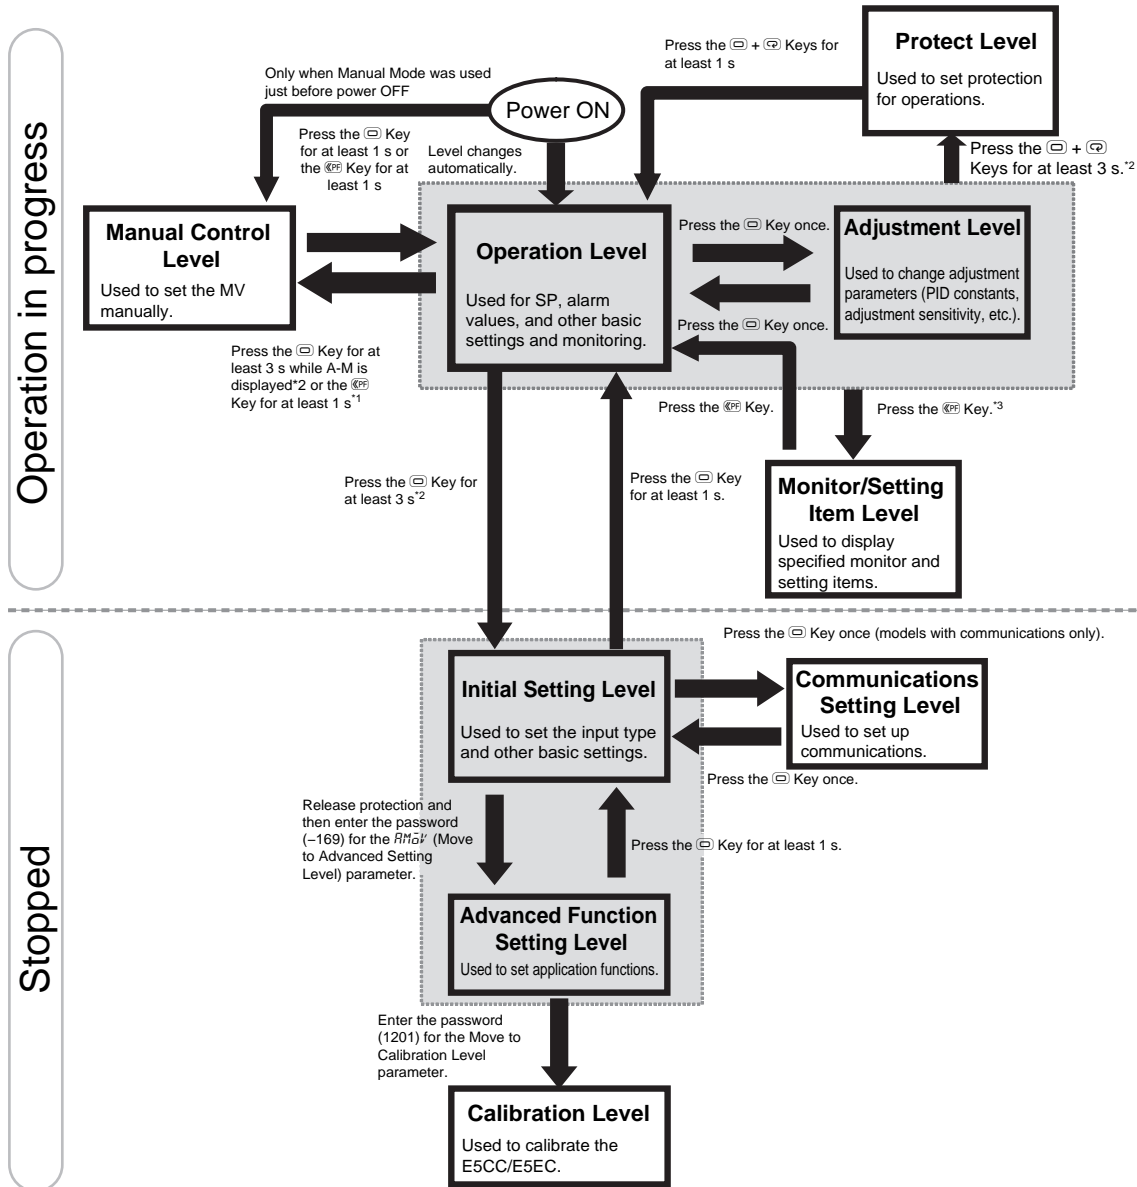 Operation in progress
Only when Manual Mode was used
just before power OFF
Power ON
Press the Key
for at least 1 s or
the PF Key for at
least 1 s
Level changes
automatically.
Press the + Keys for
at least 1 s
Protect Level
Used to set protection
for operations.
Press the +
Keys for at least 3 s.*2
Manual Control
Level
Used to set the MV
manually.
Operation Level
Used for SP, alarm
values, and other basic
settings and monitoring.
Press the Key once.
Adjustment Level
Used to change adjustment
parameters (PID constants,
adjustment sensitivity, etc.).
Press the Key once.
Press the Key for at
least 3 s while A-M is
displayed*2 or the PF
Key for at least 1 s*1
Press the PF Key.
Press the PF Key.*3
Press the Key for
at least 3 s*2
Press the Key
for at least 1 s.
Monitor/Setting
Item Level
Used to display
specified monitor and
setting items.
Stopped
Press the Key once (models with communications only).
Initial Setting Level
Used to set the input type
and other basic settings.
Communications
Setting Level
Used to set up
communications.
Press the Key once.
Release protection and
then enter the password
(–169) for the AMoV (Move
to Advanced Setting
Level) parameter.
Press the Key for at least 1 s.
Advanced Function
Setting Level
Used to set application functions.
Enter the password
(1201) for the Move to
Calibration Level
parameter.
Calibration Level
Used to calibrate the
E5CC/E5EC.